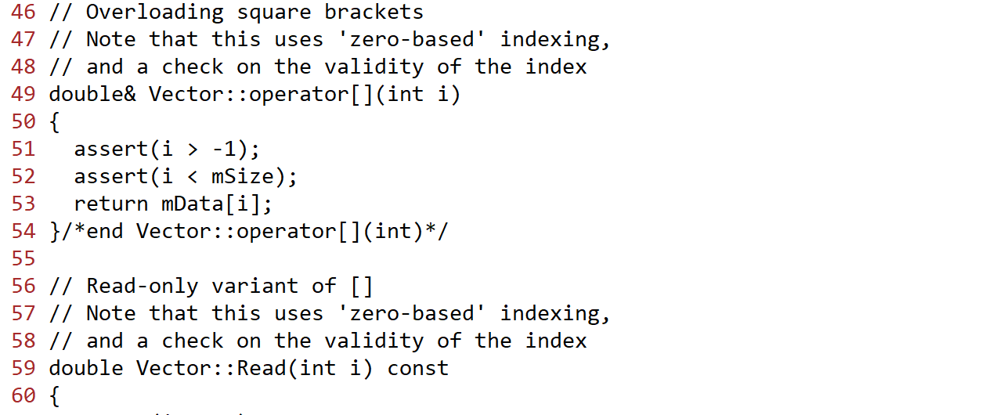 46 // Overloading square brackets
47 // Note that this uses 'zero-based' indexing,
48 // and a check on the validity of the index
49 double& Vector::operator[](int i)
50 {
51   assert(i > -1);
52   assert(i < mSize);
53   return mData[i];
54 }/*end Vector::operator[](int)*/
55
56 // Read-only variant of []
57 // Note that this uses 'zero-based' indexing,
58 // and a check on the validity of the index
59 double Vector::Read(int i) const
60 {